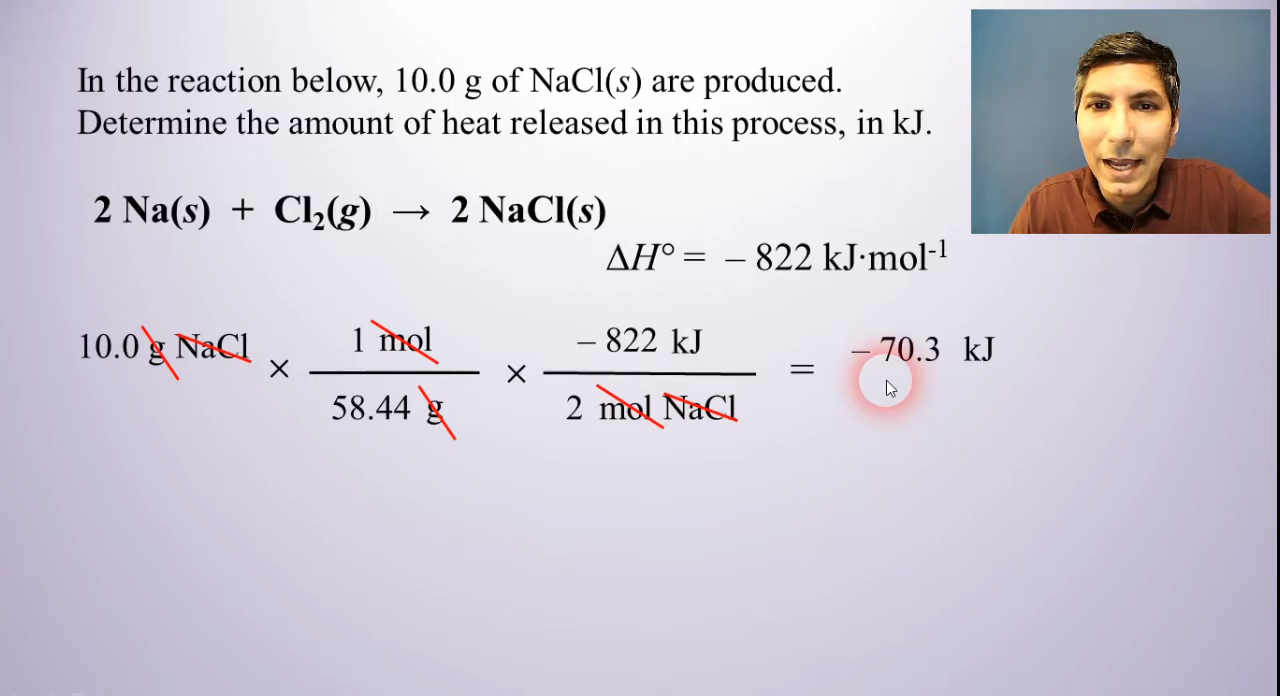 In the reaction below, 10.0 g of NaCl(s) are produced.
Determine the amount of heat released in this process, in kJ.
2 Na(s) + Cl₂(g) → 2 NaCl(s)
ΔH° = – 822 kJ·mol⁻¹
10.0 g NaCl × 1 mol / 58.44 g × – 822 kJ / 2 mol NaCl = – 70.3 kJ